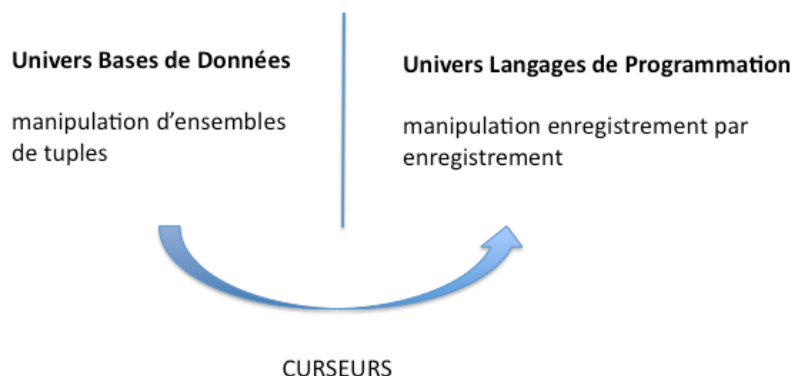 Univers Bases de Données
manipulation d'ensembles
de tuples
Univers Langages de Programmation
manipulation enregistrement par
enregistrement
CURSEURS